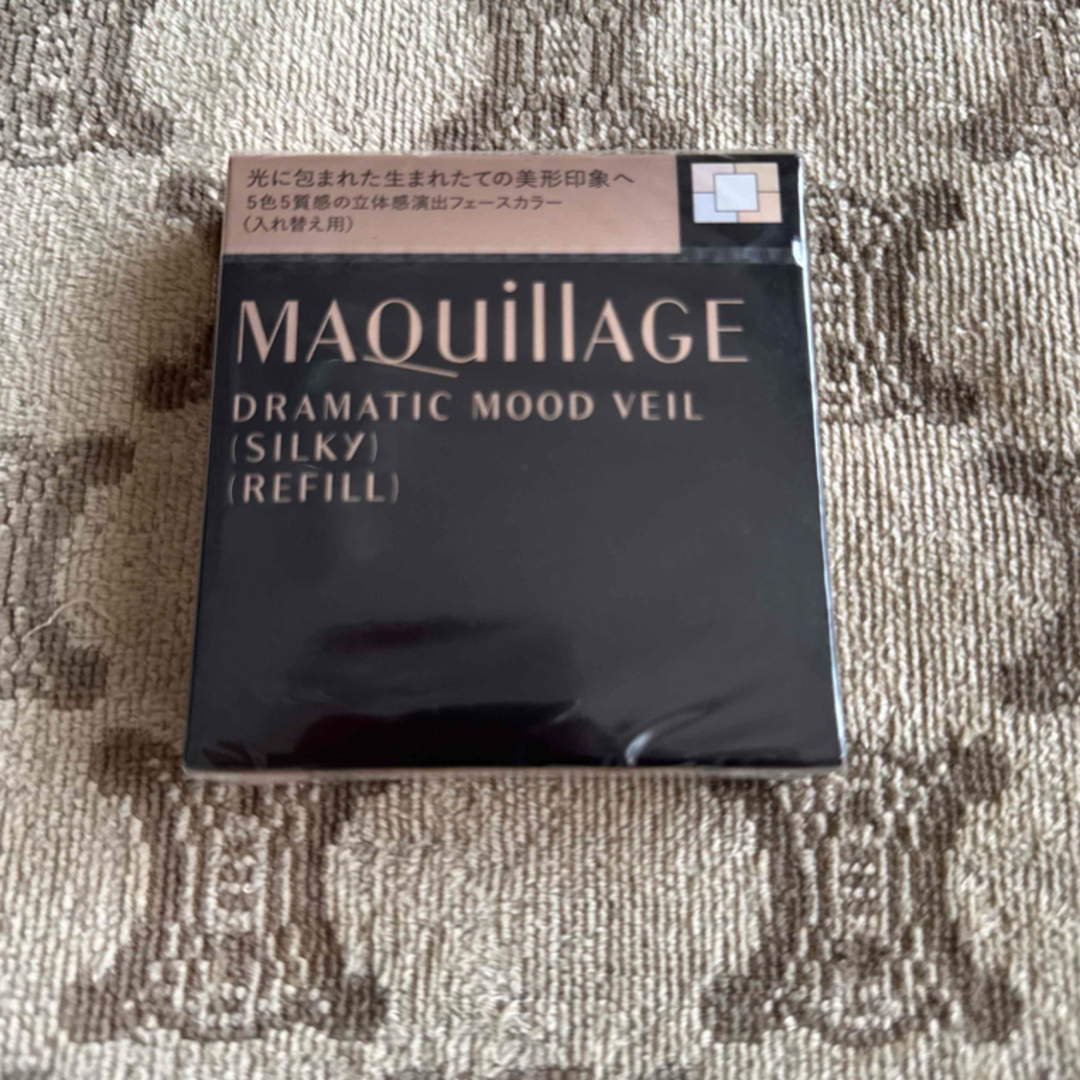 光に包まれた生まれたての美形印象へ
5色5質感の立体感演出フェースカラー
(入れ替え用)
MAQuillAGE
DRAMATIC MOOD VEIL
(SILKY)
(REFILL)